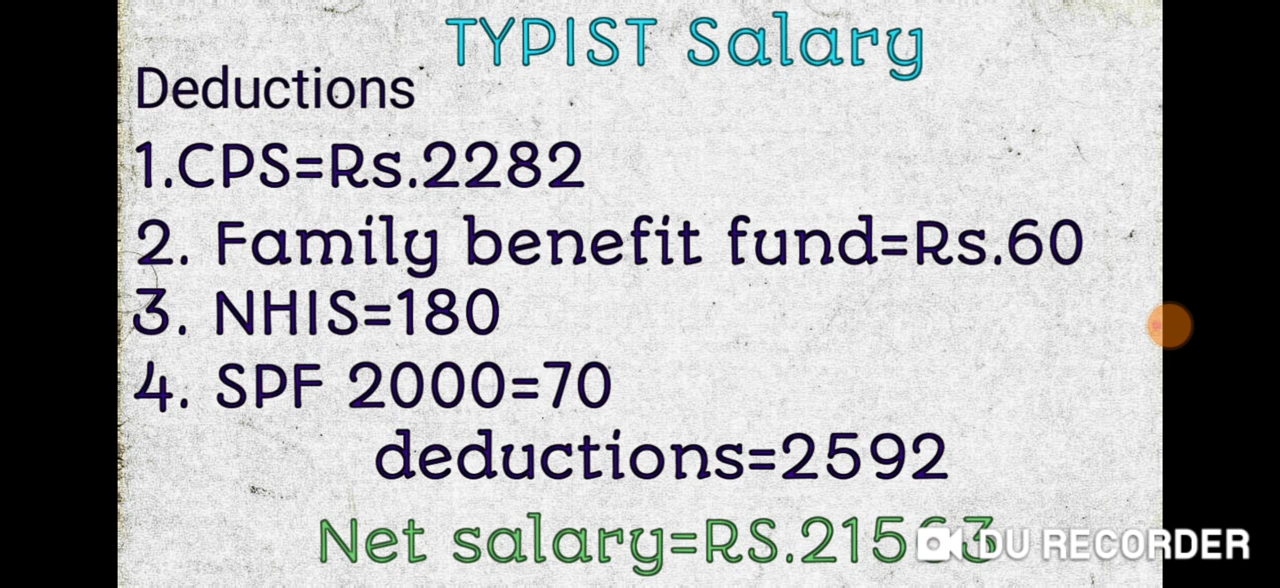 TYPIST Salary
Deductions
1.CPS=Rs.2282
2. Family benefit fund=Rs.60
3. NHIS=180
4. SPF 2000=70
deductions=2592
Net salary=RS.215
DU RECORDER